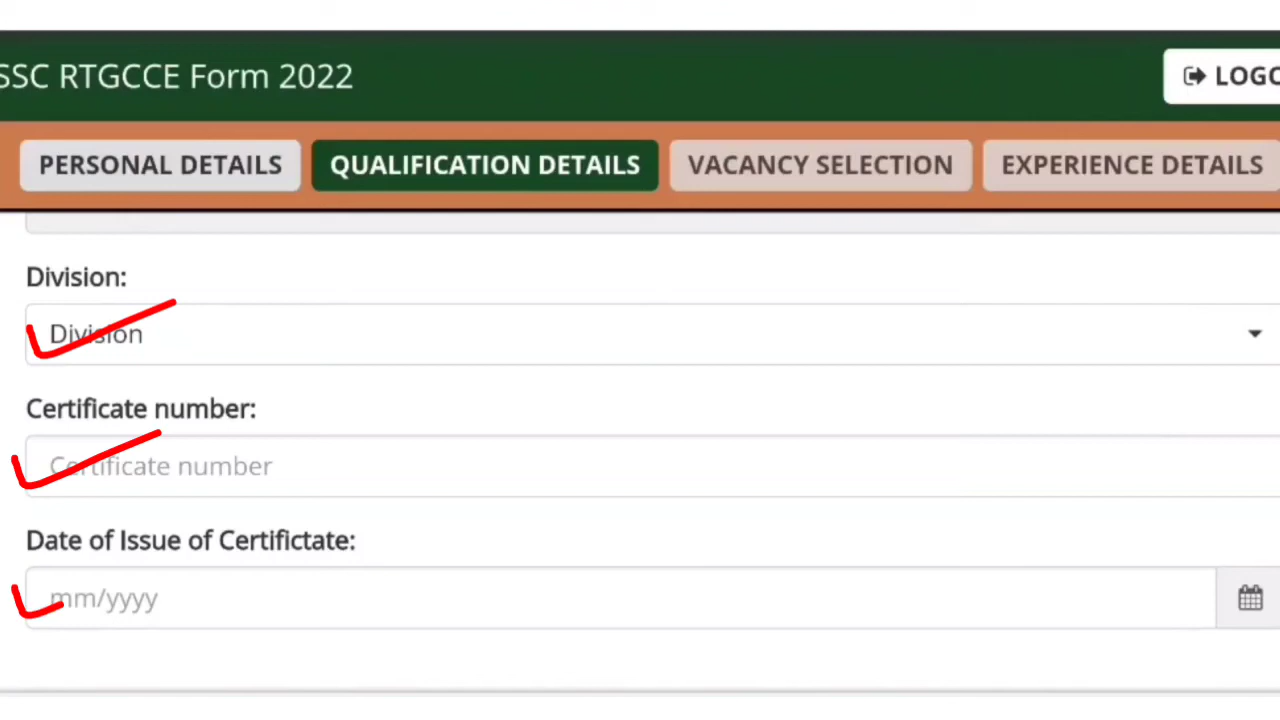 SSC RTGCCE Form 2022
PERSONAL DETAILS QUALIFICATION DETAILS VACANCY SELECTION EXPERIENCE DETAILS
Division:
Division
Certificate number:
Certificate number
Date of Issue of Certifictate:
mm/yyyy